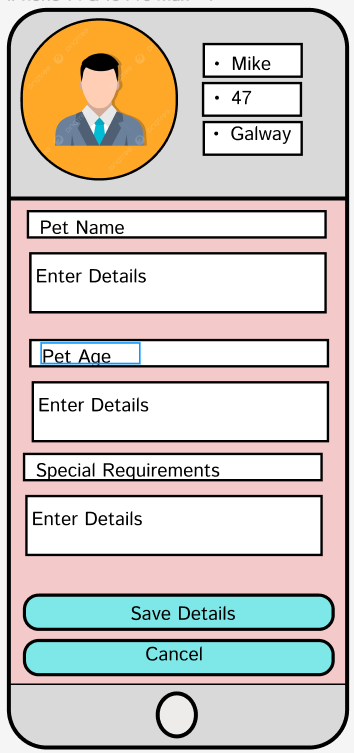 • Mike
• 47
• Galway
Pet Name
Enter Details
Pet Age
Enter Details
Special Requirements
Enter Details
Save Details
Cancel